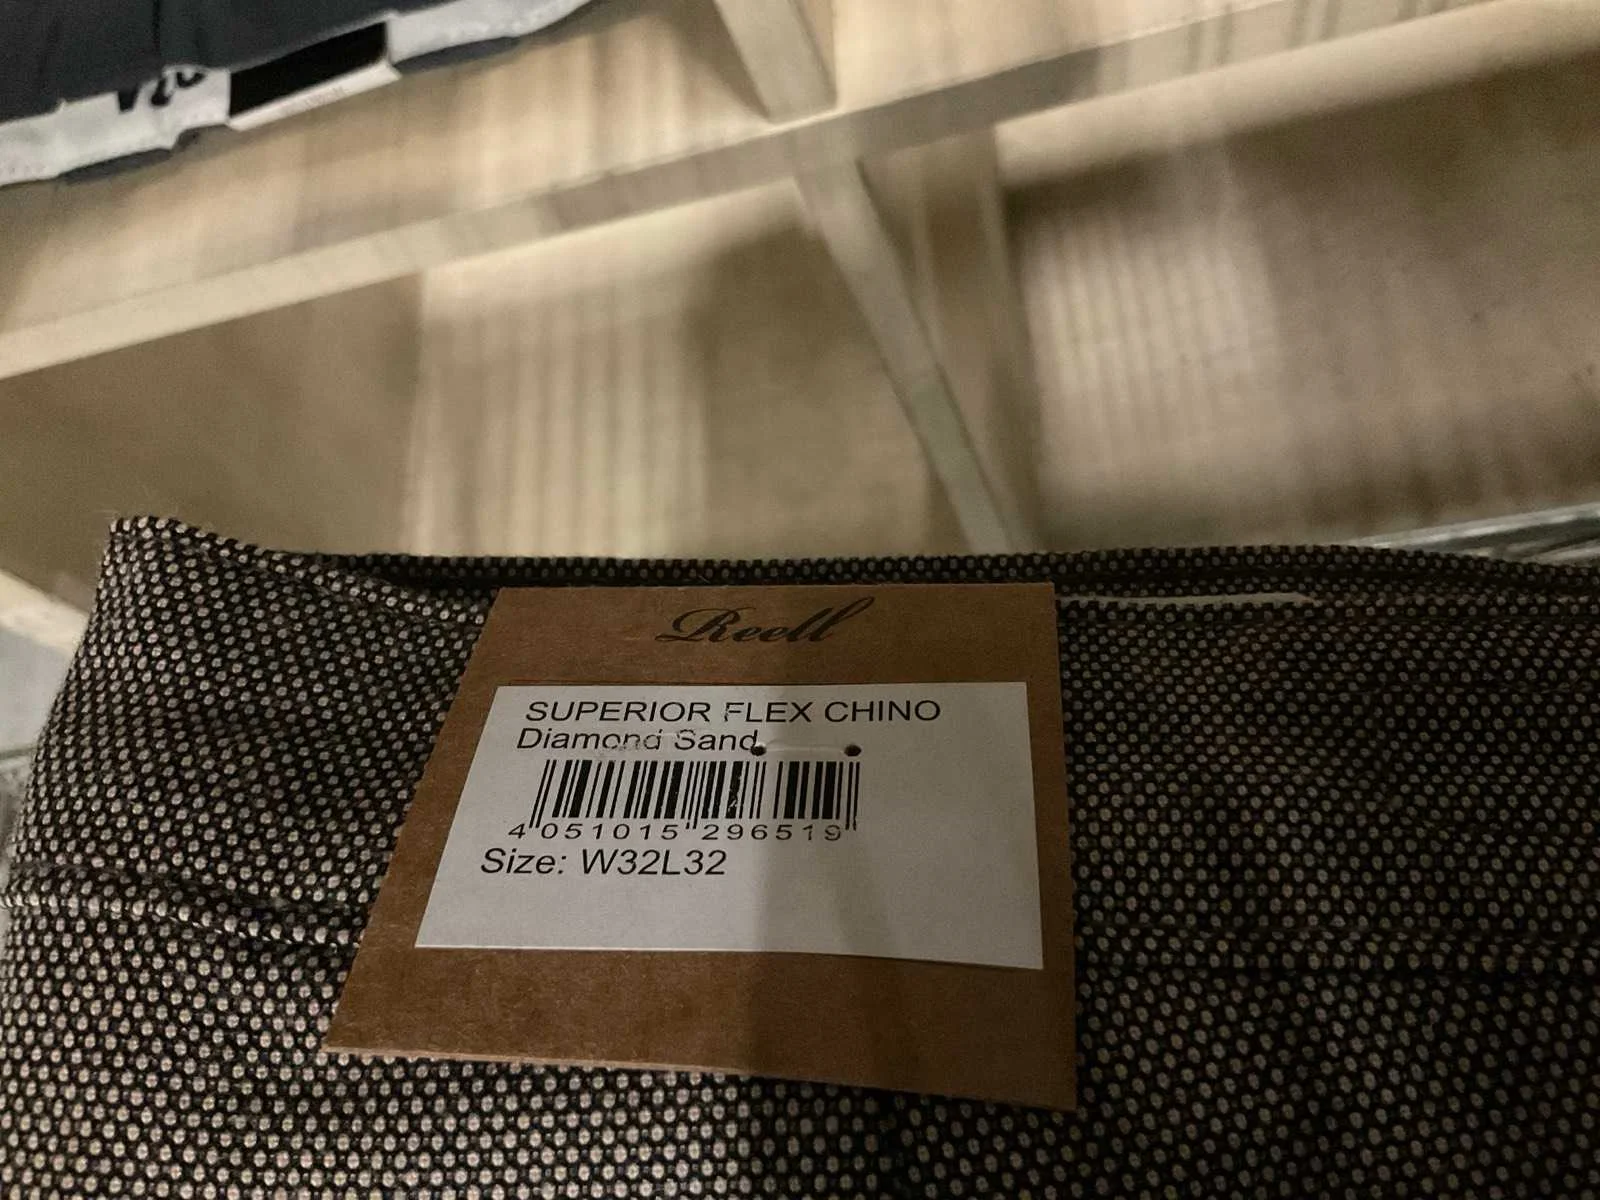 Reell
SUPERIOR FLEX CHINO
Diamond Sand
4 051015 296519
Size: W32L32